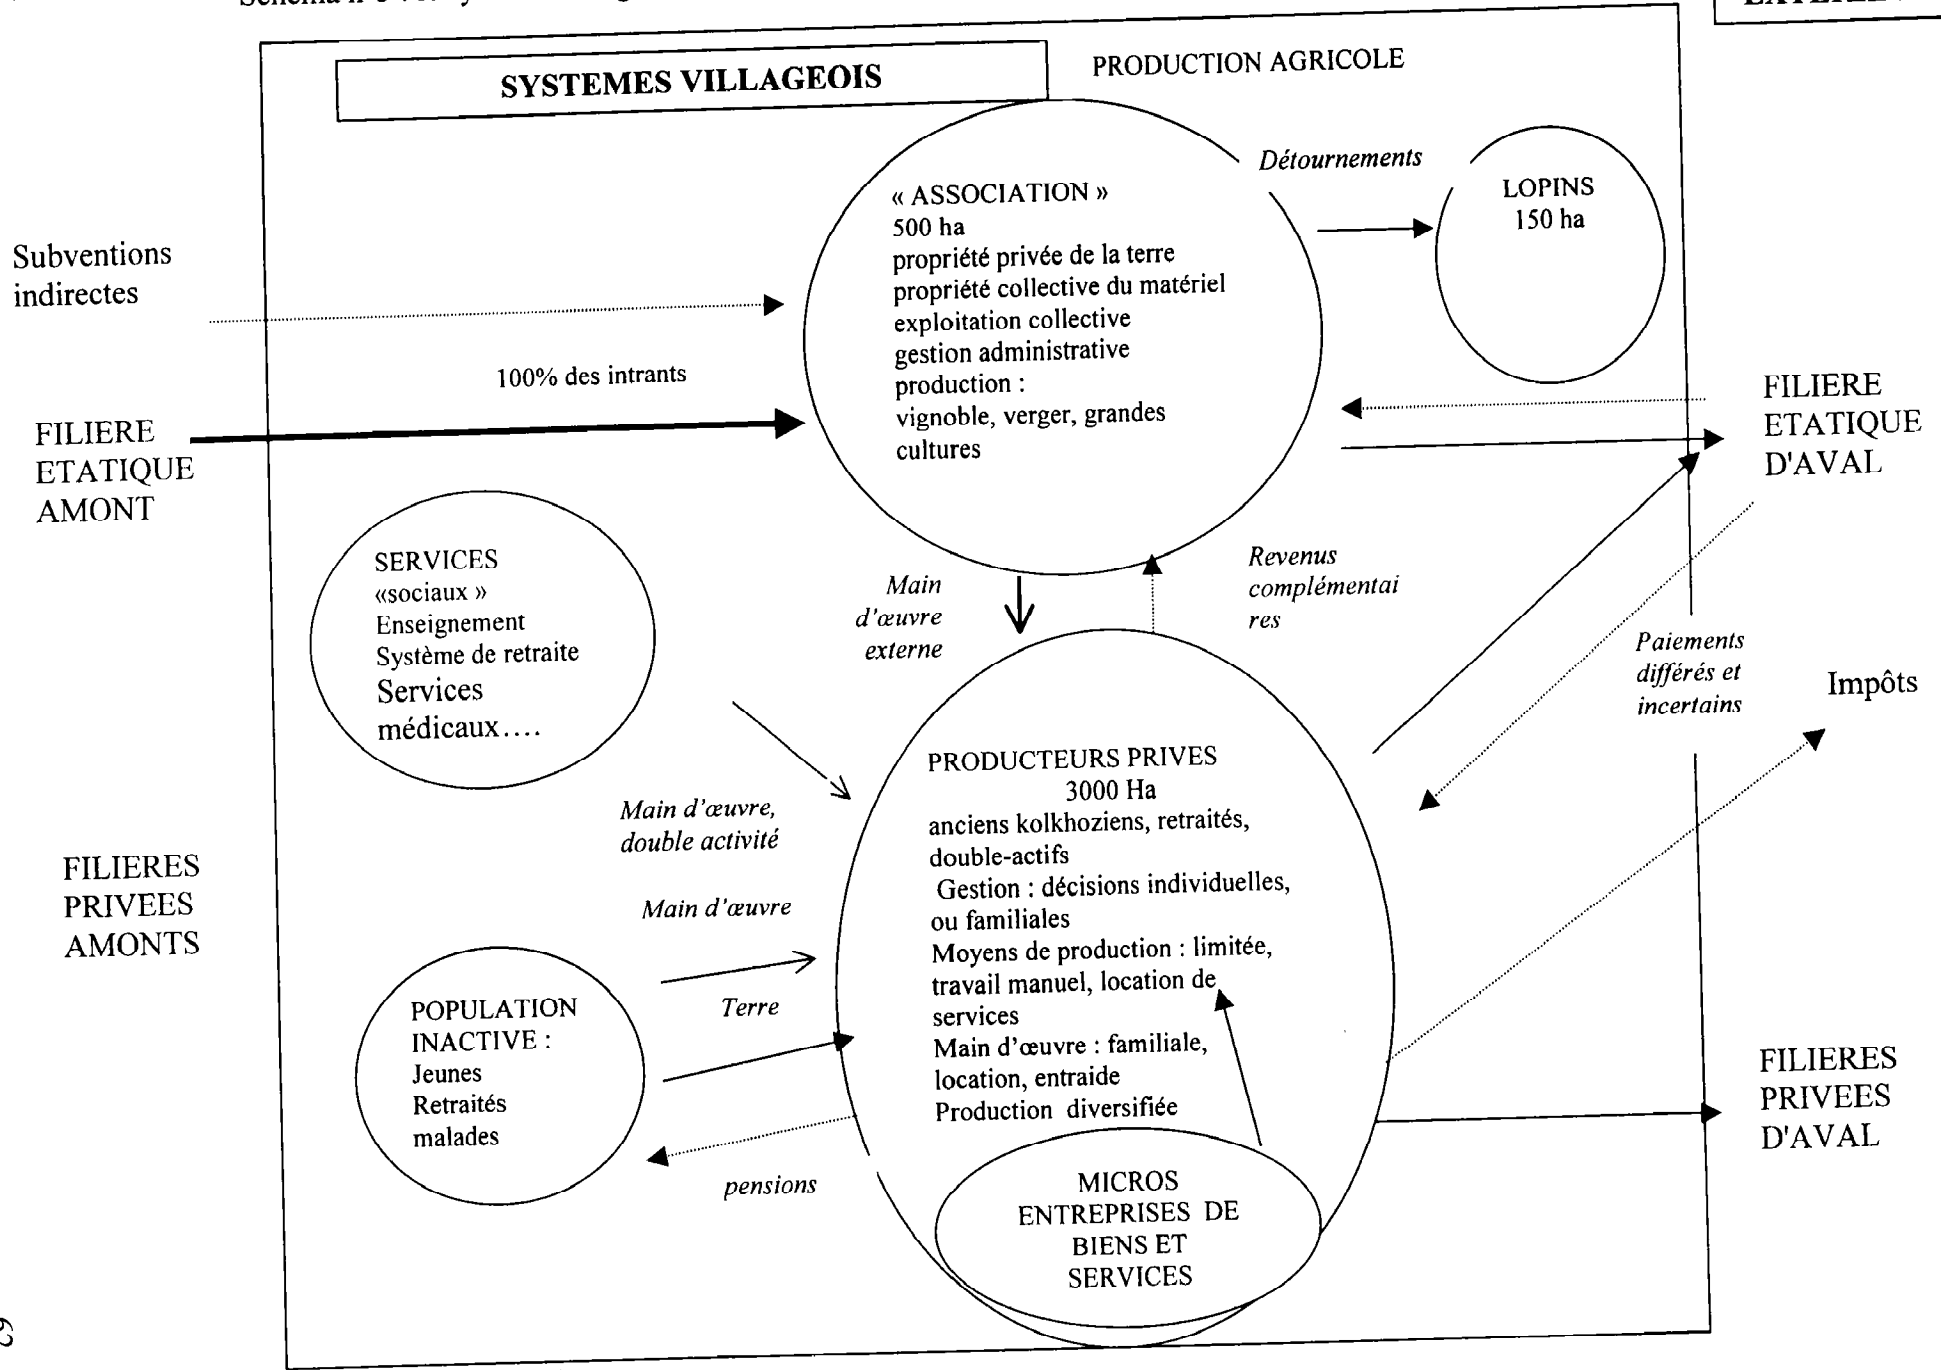 SYSTEMES VILLAGEOIS
PRODUCTION AGRICOLE
« ASSOCIATION »
500 ha
propriété privée de la terre
propriété collective du matériel
exploitation collective
gestion administrative
production :
vignoble, verger, grandes
cultures
Détournements
LOPINS
150 ha
Subventions
indirectes
100% des intrants
FILIERE
ETATIQUE
AMONT
FILIERE
ETATIQUE
D'AVAL
SERVICES
«sociaux »
Enseignement
Système de retraite
Services
médicaux....
Main
d'œuvre
externe
Revenus
complémentai
res
Paiements
différés et
incertains
Impôts
Main d'œuvre,
double activité
PRODUCTEURS PRIVES
3000 Ha
anciens kolkhoziens, retraités,
double-actifs
Gestion : décisions individuelles,
ou familiales
Moyens de production : limitée,
travail manuel, location de
services
Main d'œuvre : familiale,
location, entraide
Production diversifiée
FILIERES
PRIVEES
AMONTS
Main d'œuvre
Terre
POPULATION
INACTIVE :
Jeunes
Retraités
malades
pensions
MICROS
ENTREPRISES DE
BIENS ET
SERVICES
FILIERES
PRIVEES
D'AVAL